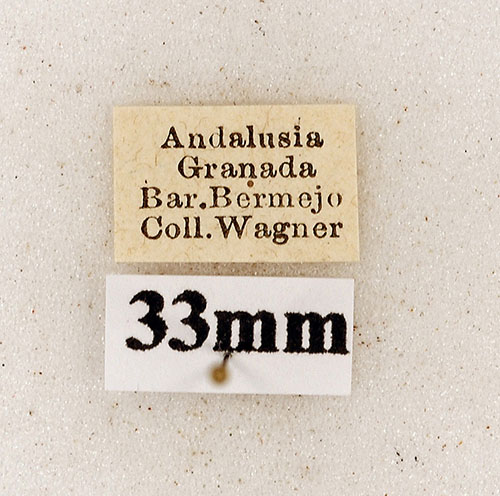 Andalusia
Granada
Bar.Bermejo
Coll.Wagner
33mm